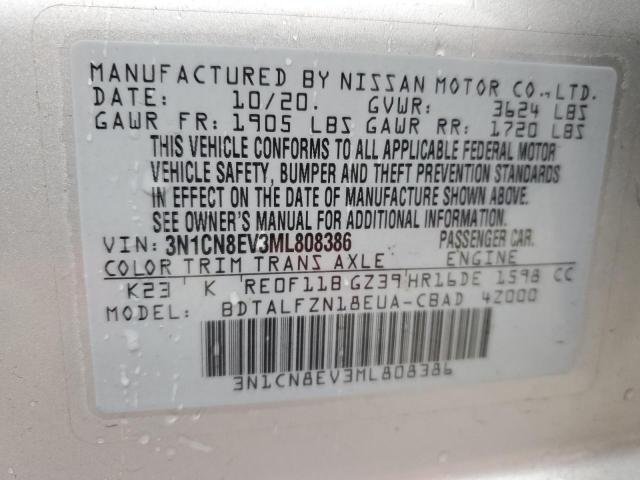 MANUFACTURED BY NISSAN MOTOR CO., LTD.
DATE: 10/20. GVWR: 3624 LBS
GAWR FR: 1905 LBS GAWR RR: 1720 LBS
THIS VEHICLE CONFORMS TO ALL APPLICABLE FEDERAL MOTOR
VEHICLE SAFETY, BUMPER AND THEFT PREVENTION STANDARDS
IN EFFECT ON THE DATE OF MANUFACTURE SHOWN ABOVE.
SEE OWNER'S MANUAL FOR ADDITIONAL INFORMATION.
VIN: 3N1CN8EV3ML808386 PASSENGER CAR.
COLOR TRIM TRANS AXLE ENGINE
K23 K RE0F11B GZ39 HR16DE 1598 CC
MODEL: BDTALFZN18EUA-CBAD 4Z000
3N1CN8EV3ML808386